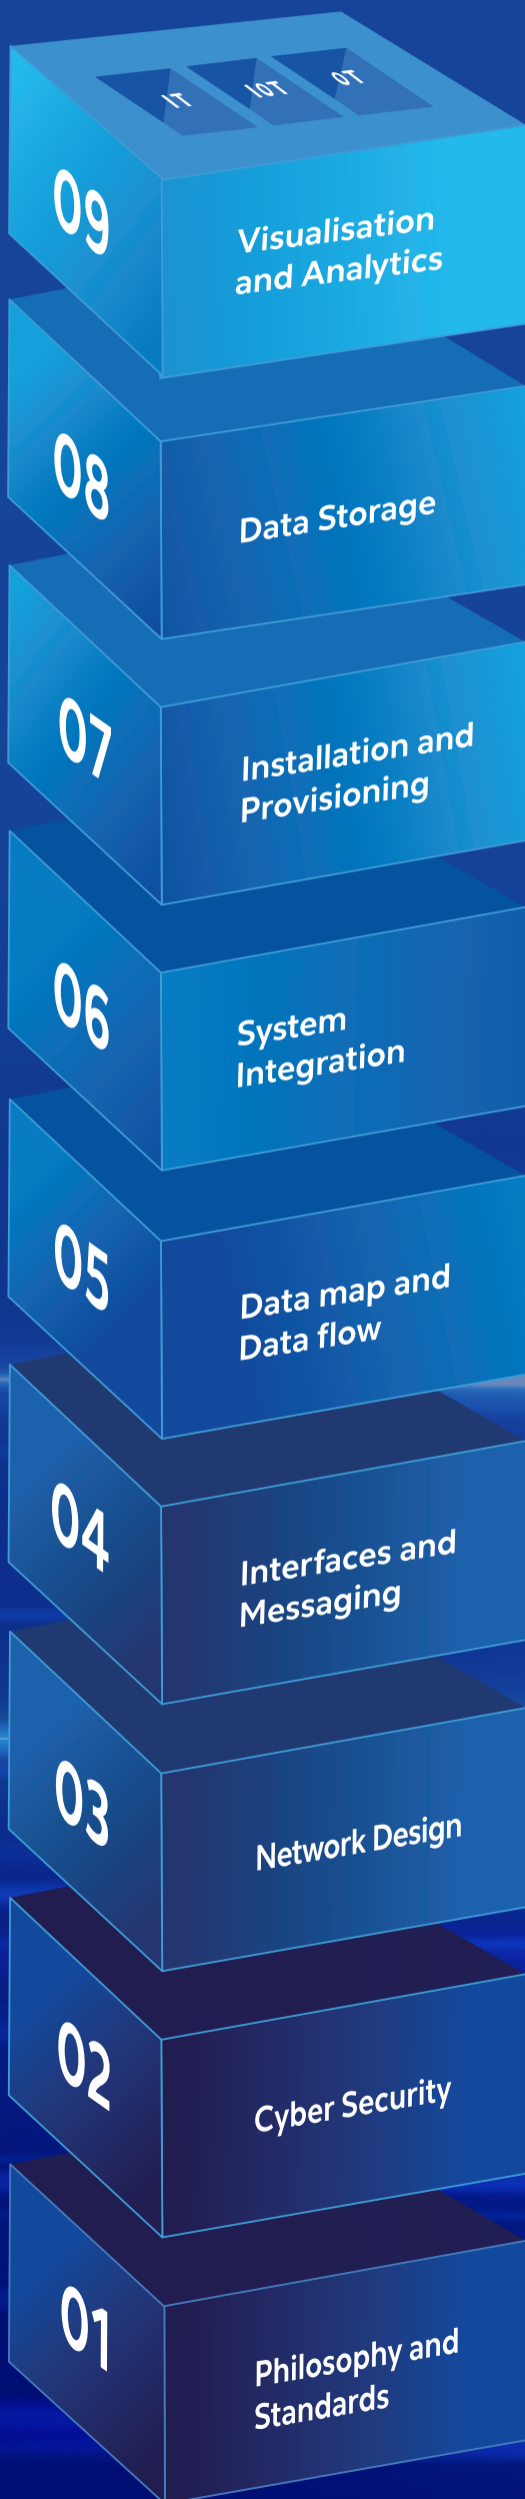 IT
IoT
OT
09
Visualisation
and Analytics
08
Data Storage
07
Installation and
Provisioning
06
System
Integration
05
Data map and
Data flow
04
Interfaces and
Messaging
03
Network Design
02
Cyber Security
01
Philosophy and
Standards